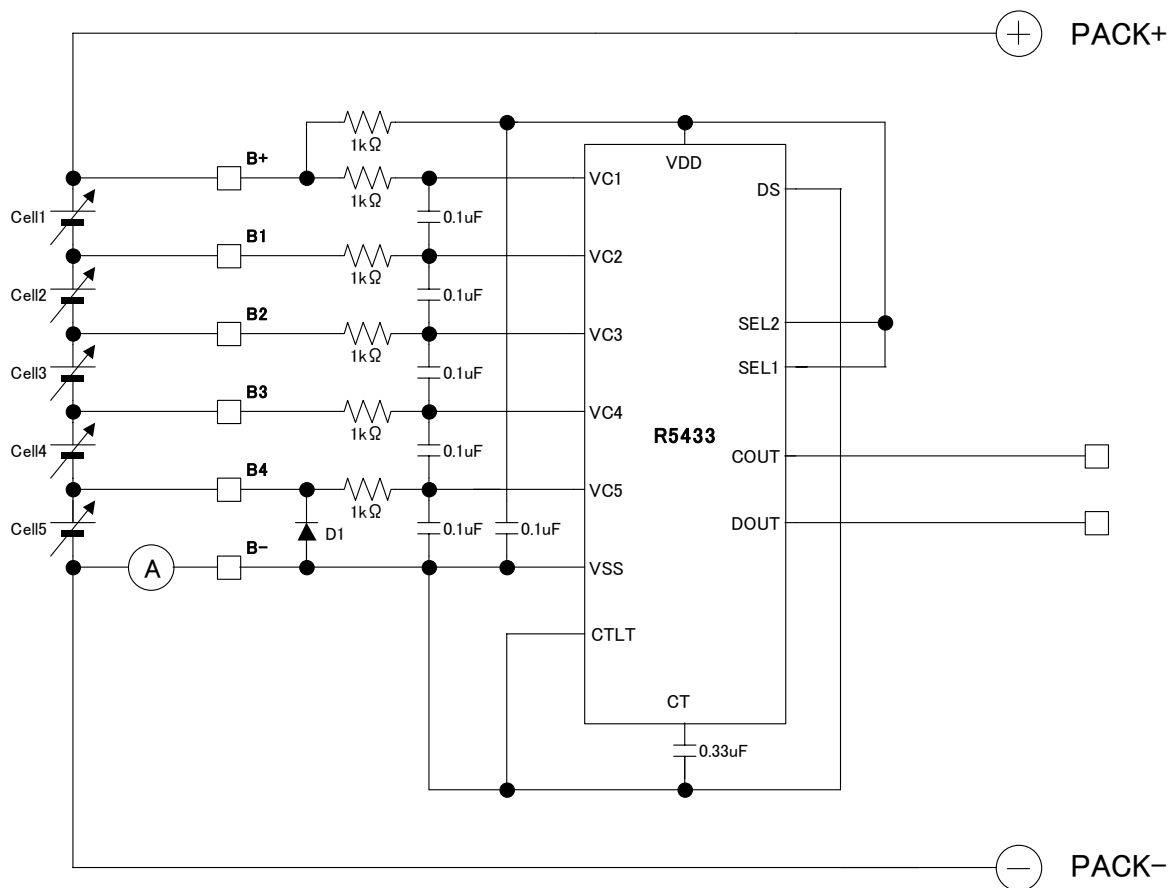 PACK+
1kΩ
VDD
B+
VC1
DS
1kΩ
Cell1
0.1uF
B1
VC2
1kΩ
Cell2
0.1uF
B2
VC3
SEL2
1kΩ
SEL1
Cell3
0.1uF
B3
VC4
1kΩ
R5433
Cell4
0.1uF
COUT
B4
VC5
1kΩ
DOUT
Cell5
D1
0.1uF
0.1uF
B-
A
VSS
CTLT
CT
0.33uF
PACK-